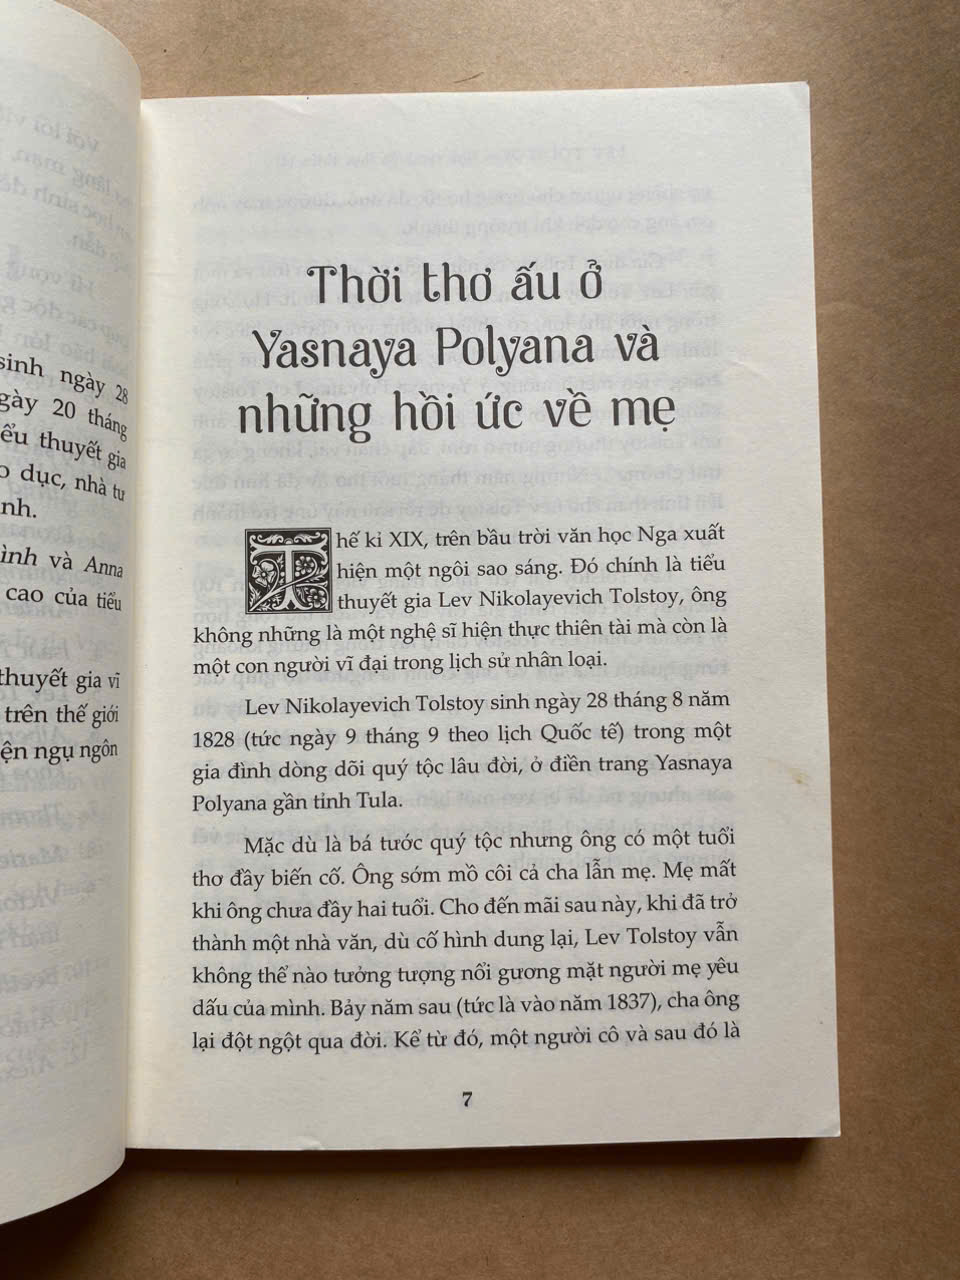 sinh ngày 28
gày 20 tháng
ểu thuyết gia
o dục, nhà tư
nh.
ình và Anna
cao của tiểu
thuyết gia vĩ
trên thế giới
ện ngụ ngôn
Thời thơ ấu ở
Yasnaya Polyana và
những hồi ức về mẹ
Thế kỉ XIX, trên bầu trời văn học Nga xuất
hiện một ngôi sao sáng. Đó chính là tiểu
thuyết gia Lev Nikolayevich Tolstoy, ông
không những là một nghệ sĩ hiện thực thiên tài mà còn là
một con người vĩ đại trong lịch sử nhân loại.
Lev Nikolayevich Tolstoy sinh ngày 28 tháng 8 năm
1828 (tức ngày 9 tháng 9 theo lịch Quốc tế) trong một
gia đình dòng dõi quý tộc lâu đời, ở điền trang Yasnaya
Polyana gần tỉnh Tula.
Mặc dù là bá tước quý tộc nhưng ông có một tuổi
thơ đầy biến cố. Ông sớm mồ côi cả cha lẫn mẹ. Mẹ mất
khi ông chưa đầy hai tuổi. Cho đến mãi sau này, khi đã trở
thành một nhà văn, dù cố hình dung lại, Lev Tolstoy vẫn
không thể nào tưởng tượng nổi gương mặt người mẹ yêu
dấu của mình. Bảy năm sau (tức là vào năm 1837), cha ông
lại đột ngột qua đời. Kể từ đó, một người cô và sau đó là
7